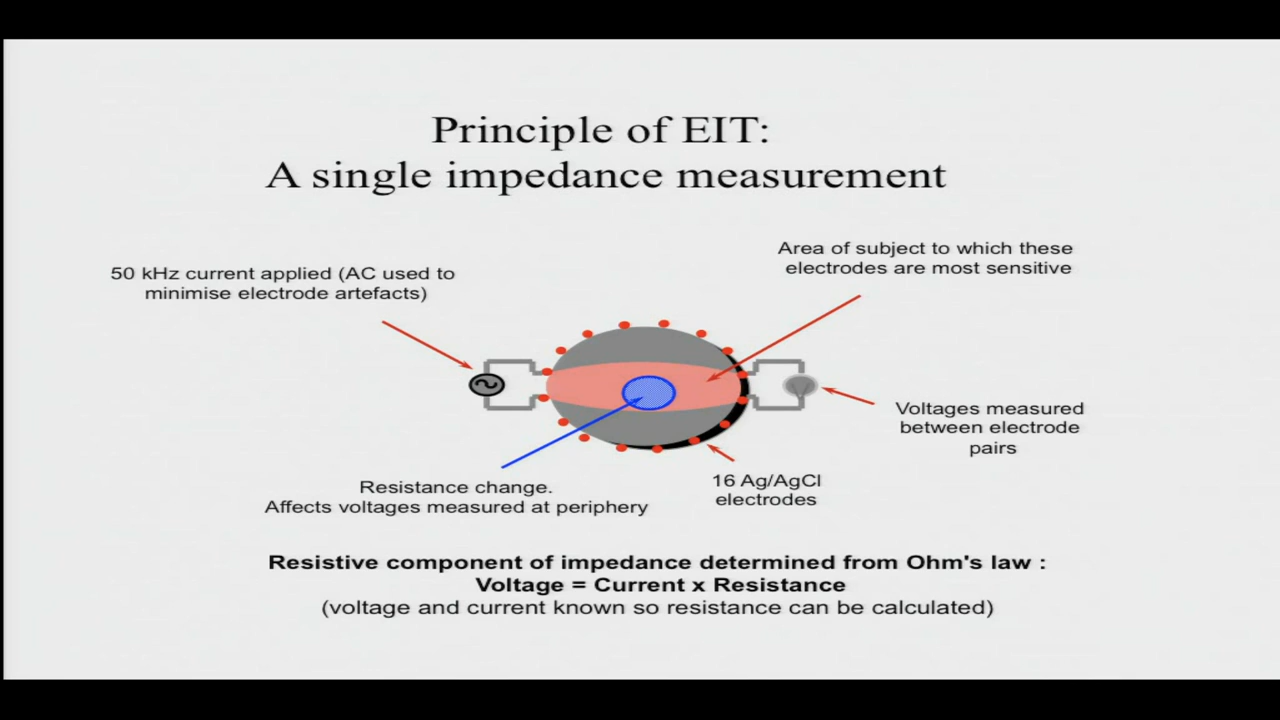 Principle of EIT:
A single impedance measurement
50 kHz current applied (AC used to
minimise electrode artefacts)
Area of subject to which these
electrodes are most sensitive
Voltages measured
between electrode
pairs
Resistance change.
Affects voltages measured at periphery
16 Ag/AgCl
electrodes
Resistive component of impedance determined from Ohm's law :
Voltage = Current x Resistance
(voltage and current known so resistance can be calculated)